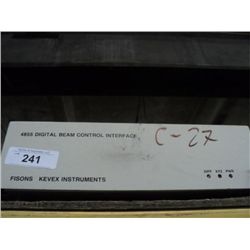 4855 DIGITAL BEAM CONTROL INTERFACE
C-27
241
FISONS KEVEX INSTRUMENTS